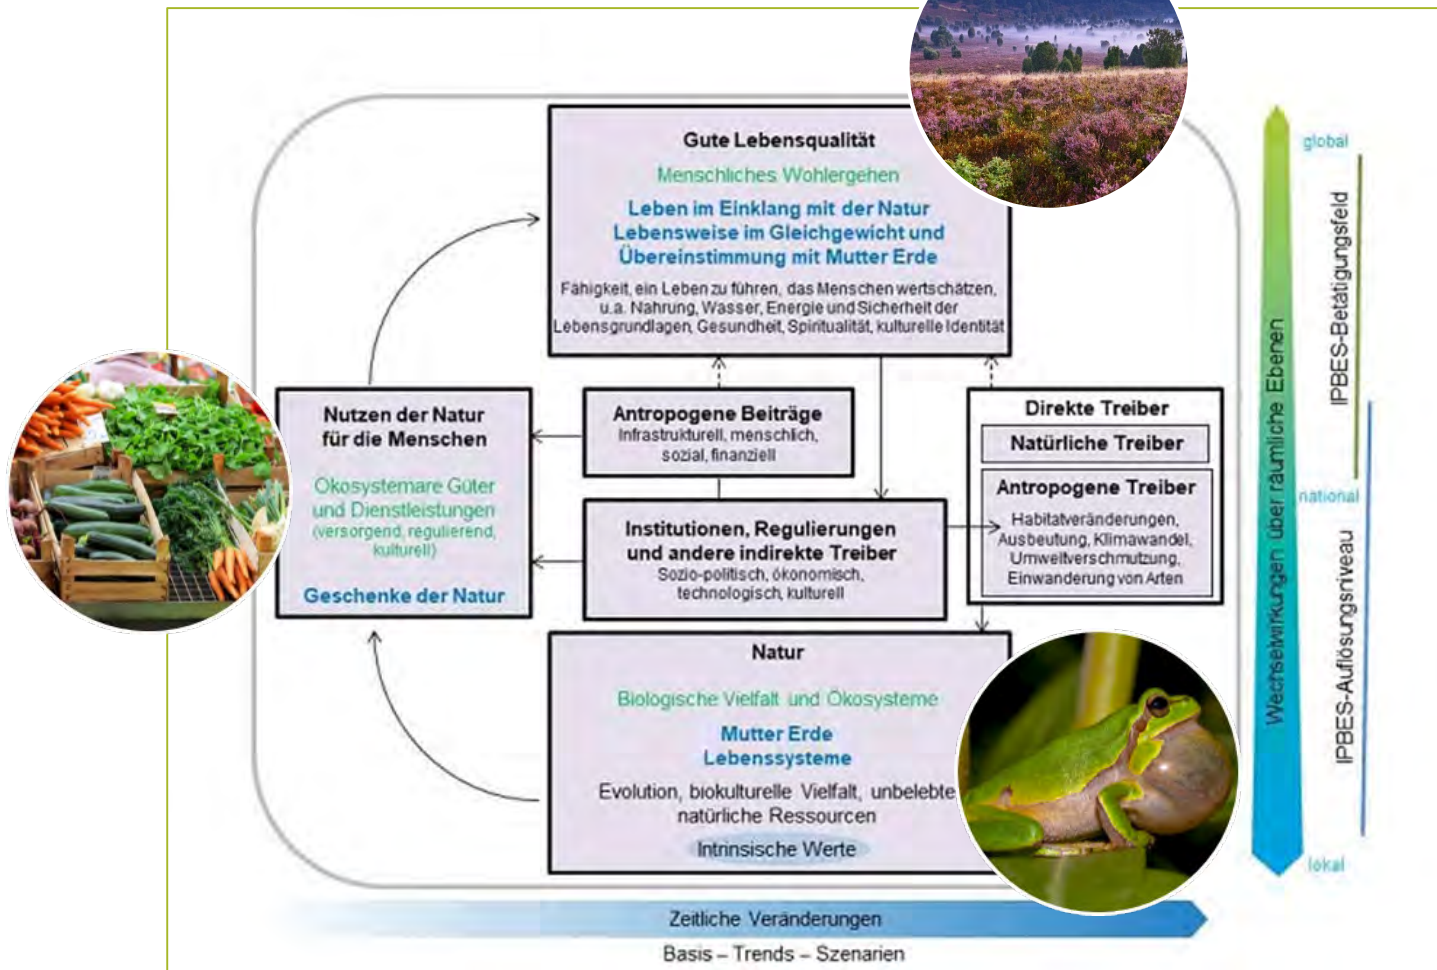 Gute Lebensqualität
Menschliches Wohlergehen
Leben im Einklang mit der Natur
Lebensweise im Gleichgewicht und
Übereinstimmung mit Mutter Erde
Fähigkeit, ein Leben zu führen, das Menschen wertschätzen,
u.a. Nahrung, Wasser, Energie und Sicherheit der
Lebensgrundlagen, Gesundheit, Spiritualität, kulturelle Identität
Nutzen der Natur
für die Menschen
Ökosystemare Güter
und Dienstleistungen
(versorgend, regulierend,
kulturell)
Geschenke der Natur
Antropogene Beiträge
Infrastrukturell, menschlich,
sozial, finanziell
Institutionen, Regulierungen
und andere indirekte Treiber
Sozio-politisch, ökonomisch,
technologisch, kulturell
Direkte Treiber
Natürliche Treiber
Antropogene Treiber
Habitatveränderungen,
Ausbeutung, Klimawandel,
Umweltverschmutzung,
Einwanderung von Arten
Natur
Biologische Vielfalt und Ökosysteme
Mutter Erde
Lebenssysteme
Evolution, biokulturelle Vielfalt, unbelebte
natürliche Ressourcen
Intrinsische Werte
global
national
lokal
Wechselwirkungen über räumliche Ebenen
IPBES-Betätigungsfeld
IPBES-Auflösungsniveau
Zeitliche Veränderungen
Basis – Trends – Szenarien